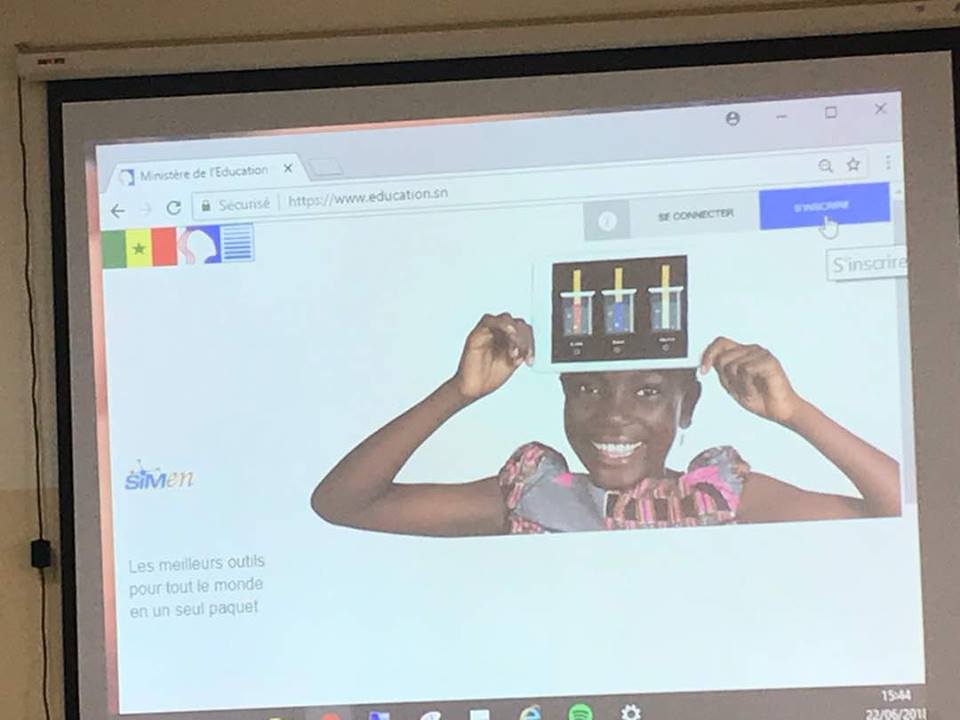 Ministère de l'Education
Sécurisé
https://www.education.sn
SE CONNECTER
S'INSCRIRE
S'inscrire
SIMen
Les meilleurs outils
pour tout le monde
en un seul paquet
15:44